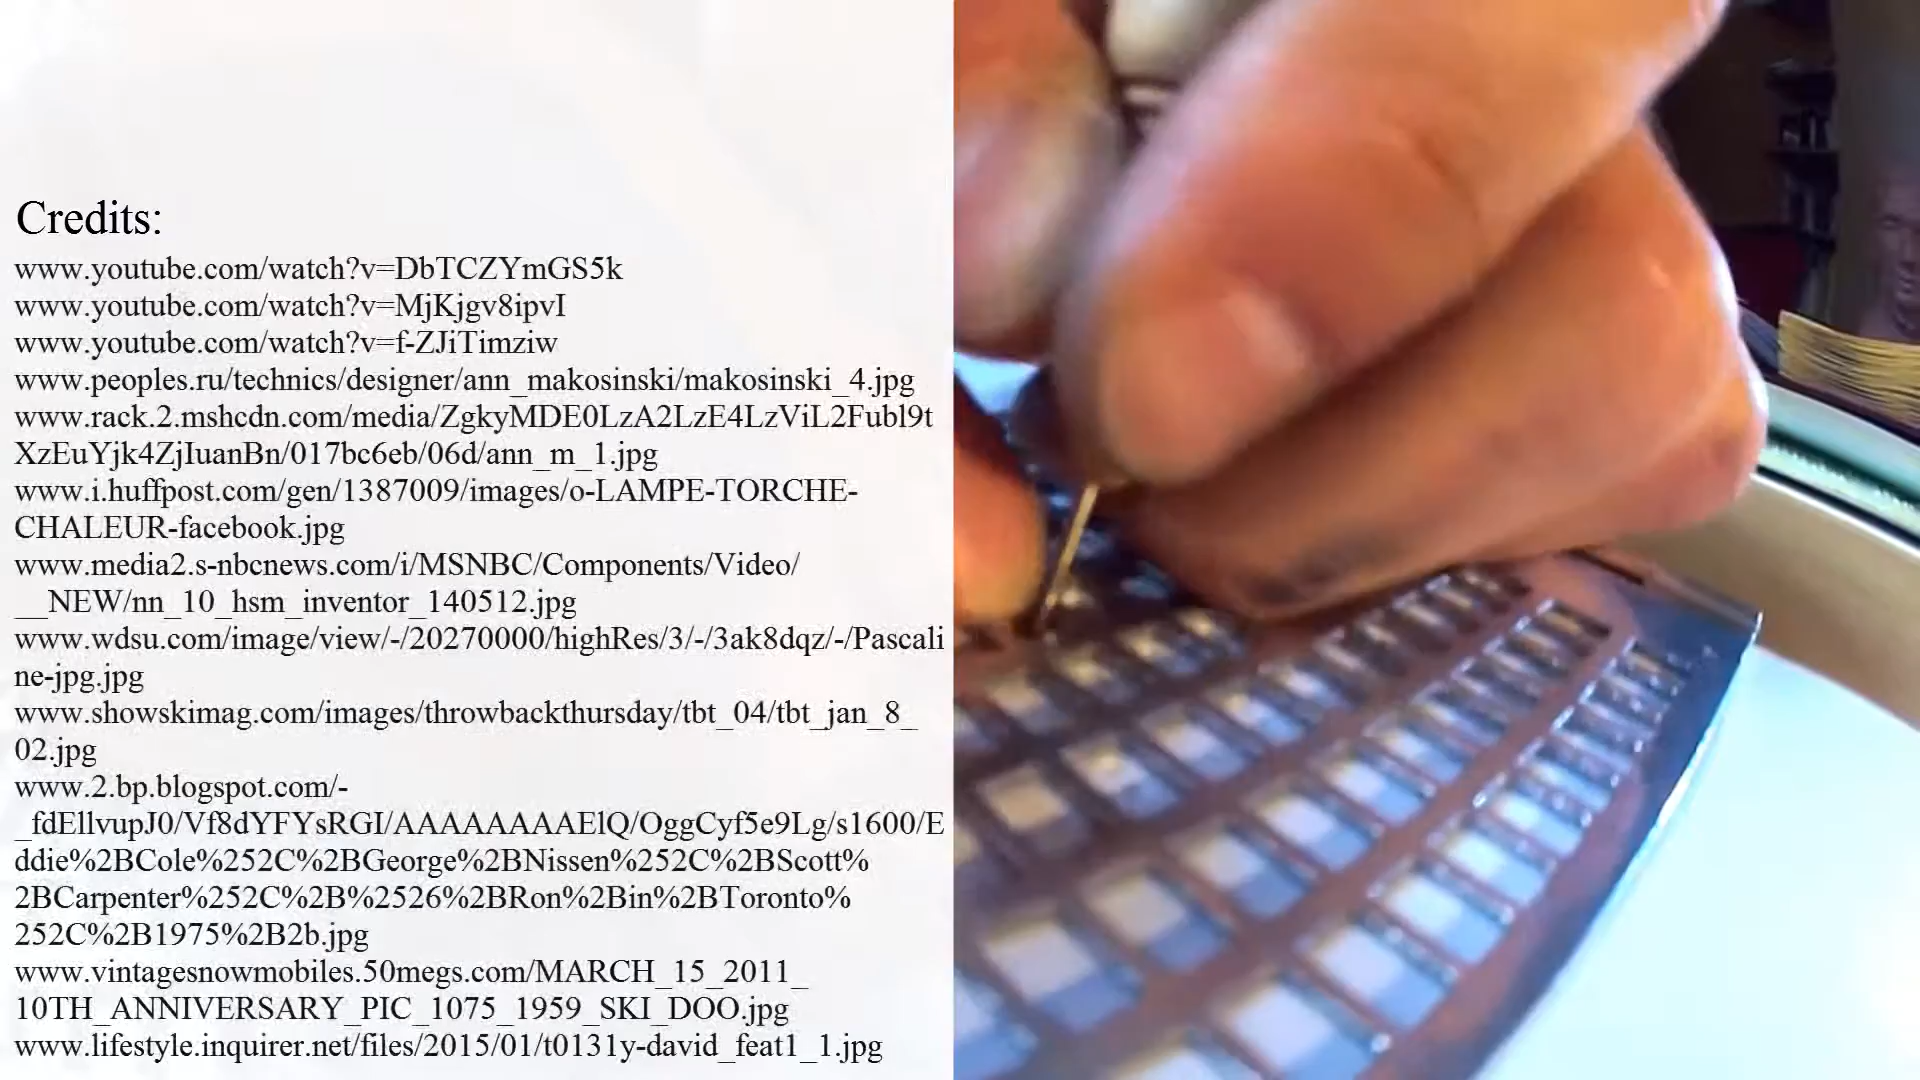 Credits:
www.youtube.com/watch?v=DbTCZYmGS5k
www.youtube.com/watch?v=MjKjgv8ipvI
www.youtube.com/watch?v=f-ZJiTimziw
www.peoples.ru/technics/designer/ann_makosinski/makosinski_4.jpg
www.rack.2.mshcdn.com/media/ZgkyMDE0LzA2LzE4LzViL2Fubl9t
XzEuYjk4ZjIuanBn/017bc6eb/06d/ann_m_1.jpg
www.i.huffpost.com/gen/1387009/images/o-LAMPE-TORCHE-
CHALEUR-facebook.jpg
www.media2.s-nbcnews.com/i/MSNBC/Components/Video/
__NEW/nn_10_hsm_inventor_140512.jpg
www.wdsu.com/image/view/-/20270000/highRes/3/-/3ak8dqz/-/Pascali
ne-jpg.jpg
www.showskimag.com/images/throwbackthursday/tbt_04/tbt_jan_8_
02.jpg
www.2.bp.blogspot.com/-
_fdEllvupJ0/Vf8dYFYsRGI/AAAAAAAAElQ/OggCyf5e9Lg/s1600/E
ddie%2BCole%252C%2BGeorge%2BNissen%252C%2BScott%
2BCarpenter%252C%2B%2526%2BRon%2Bin%2BToronto%
252C%2B1975%2B2b.jpg
www.vintagesnowmobiles.50megs.com/MARCH_15_2011_
10TH_ANNIVERSARY_PIC_1075_1959_SKI_DOO.jpg
www.lifestyle.inquirer.net/files/2015/01/t0131y-david_feat1_1.jpg